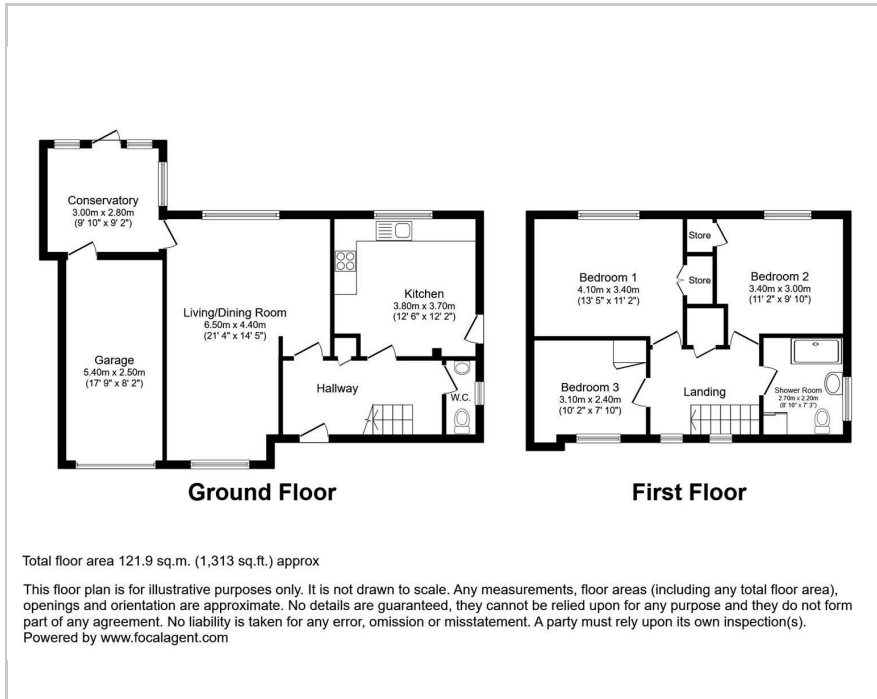 Conservatory
3.00m x 2.80m
(9' 10" x 9' 2")
Living/Dining Room
6.50m x 4.40m
(21' 4" x 14' 5")
Kitchen
3.80m x 3.70m
(12' 6" x 12' 2")
Garage
5.40m x 2.50m
(17' 9" x 8' 2")
Hallway
W.C.
Ground Floor
Bedroom 1
4.10m x 3.40m
(13' 5" x 11' 2")
Store
Store
Bedroom 2
3.40m x 3.00m
(11' 2" x 9' 10")
Bedroom 3
3.10m x 2.40m
(10' 2" x 7' 10")
Landing
Shower Room
2.70m x 2.20m
(8' 10" x 7' 3")
First Floor
Total floor area 121.9 sq.m. (1,313 sq.ft.) approx
This floor plan is for illustrative purposes only. It is not drawn to scale. Any measurements, floor areas (including any total floor area),
openings and orientation are approximate. No details are guaranteed, they cannot be relied upon for any purpose and they do not form
part of any agreement. No liability is taken for any error, omission or misstatement. A party must rely upon its own inspection(s).
Powered by www.focalagent.com